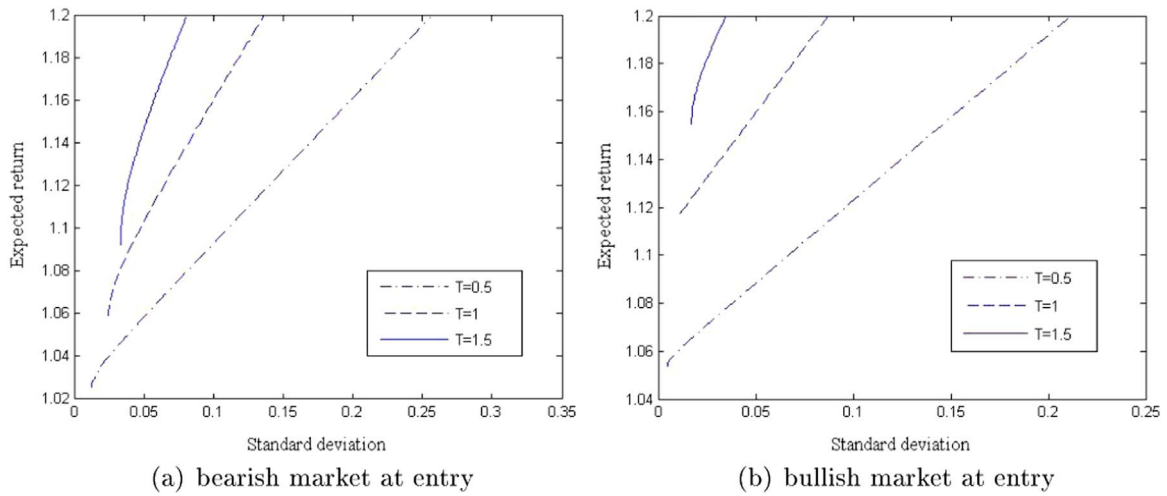 1.2
1.18
1.16
1.14
1.12
1.1
1.08
1.06
1.04
1.02
Expected return
0 0.05 0.1 0.15 0.2 0.25 0.3 0.35
Standard deviation
T=0.5
T=1
T=1.5
(a) bearish market at entry
1.2
1.18
1.16
1.14
1.12
1.1
1.08
1.06
1.04
Expected return
0 0.05 0.1 0.15 0.2 0.25
Standard deviation
T=0.5
T=1
T=1.5
(b) bullish market at entry